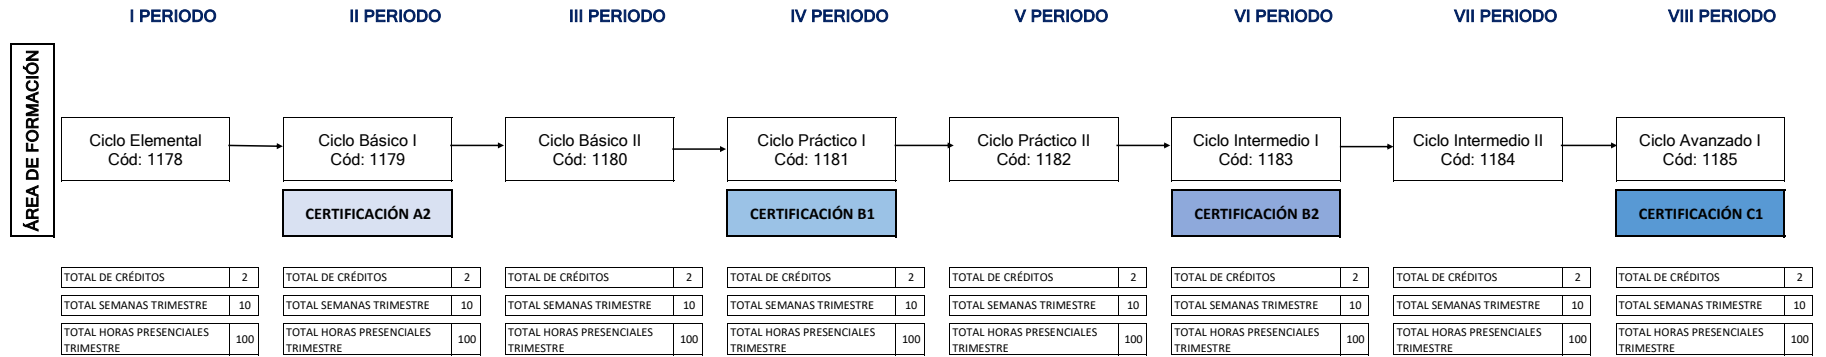 I PERIODO II PERIODO III PERIODO IV PERIODO V PERIODO VI PERIODO VII PERIODO VIII PERIODO
ÁREA DE FORMACIÓN
Ciclo Elemental Ciclo Básico I Ciclo Básico II Ciclo Práctico I Ciclo Práctico II Ciclo Intermedio I Ciclo Intermedio II Ciclo Avanzado I
Cód: 1178 Cód: 1179 Cód: 1180 Cód: 1181 Cód: 1182 Cód: 1183 Cód: 1184 Cód: 1185
CERTIFICACIÓN A2 CERTIFICACIÓN B1 CERTIFICACIÓN B2 CERTIFICACIÓN C1
TOTAL DE CRÉDITOS 2 TOTAL DE CRÉDITOS 2 TOTAL DE CRÉDITOS 2 TOTAL DE CRÉDITOS 2 TOTAL DE CRÉDITOS 2 TOTAL DE CRÉDITOS 2 TOTAL DE CRÉDITOS 2 TOTAL DE CRÉDITOS 2
TOTAL SEMANAS TRIMESTRE 10 TOTAL SEMANAS TRIMESTRE 10 TOTAL SEMANAS TRIMESTRE 10 TOTAL SEMANAS TRIMESTRE 10 TOTAL SEMANAS TRIMESTRE 10 TOTAL SEMANAS TRIMESTRE 10 TOTAL SEMANAS TRIMESTRE 10 TOTAL SEMANAS TRIMESTRE 10
TOTAL HORAS PRESENCIALES TOTAL HORAS PRESENCIALES TOTAL HORAS PRESENCIALES TOTAL HORAS PRESENCIALES TOTAL HORAS PRESENCIALES TOTAL HORAS PRESENCIALES TOTAL HORAS PRESENCIALES TOTAL HORAS PRESENCIALES
TRIMESTRE 100 TRIMESTRE 100 TRIMESTRE 100 TRIMESTRE 100 TRIMESTRE 100 TRIMESTRE 100 TRIMESTRE 100 TRIMESTRE 100